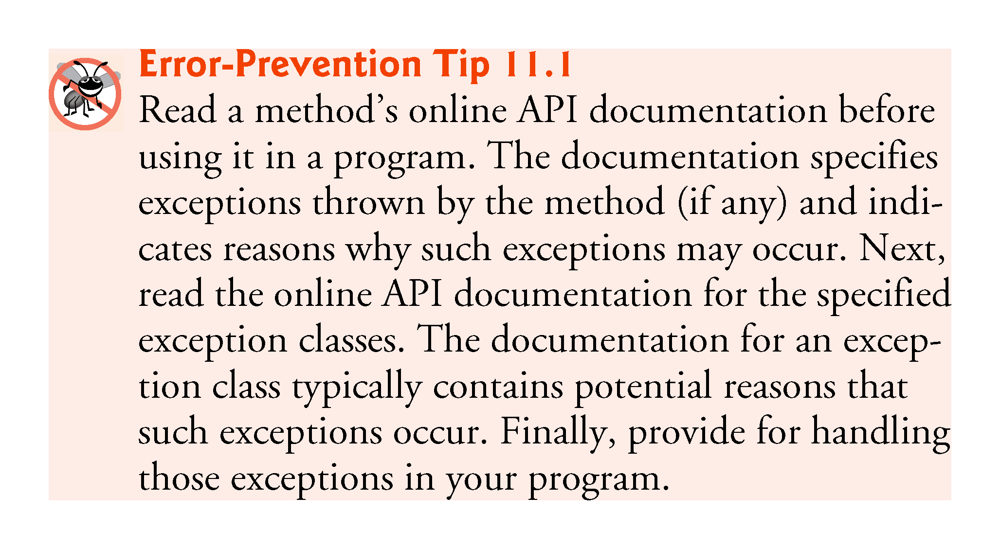 Error-Prevention Tip 11.1
Read a method’s online API documentation before
using it in a program. The documentation specifies
exceptions thrown by the method (if any) and indi-
cates reasons why such exceptions may occur. Next,
read the online API documentation for the specified
exception classes. The documentation for an excep-
tion class typically contains potential reasons that
such exceptions occur. Finally, provide for handling
those exceptions in your program.